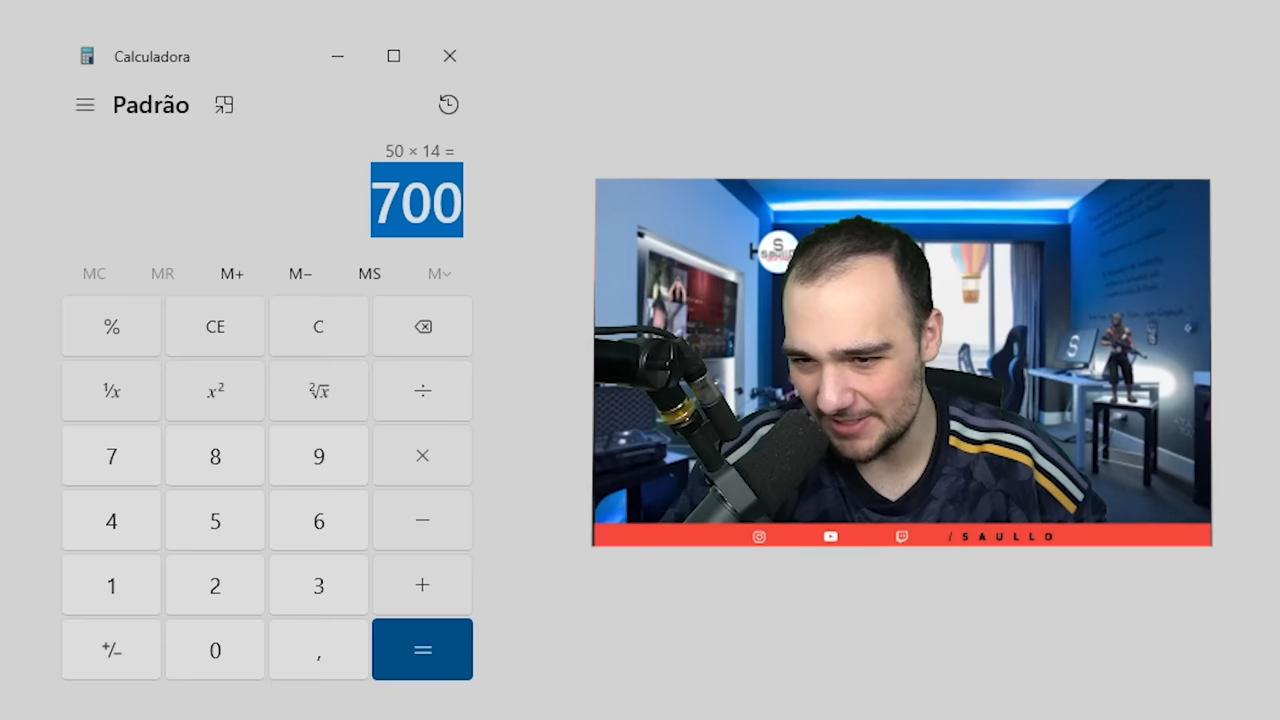 Calculadora
Padrão
50 × 14 =
700
MC MR M+ M− MS M˅
% CE C
¹⁄x x² ²√x ÷
7 8 9 ×
4 5 6 −
1 2 3 +
+/− 0 , =
S
S
/ S A U L L O